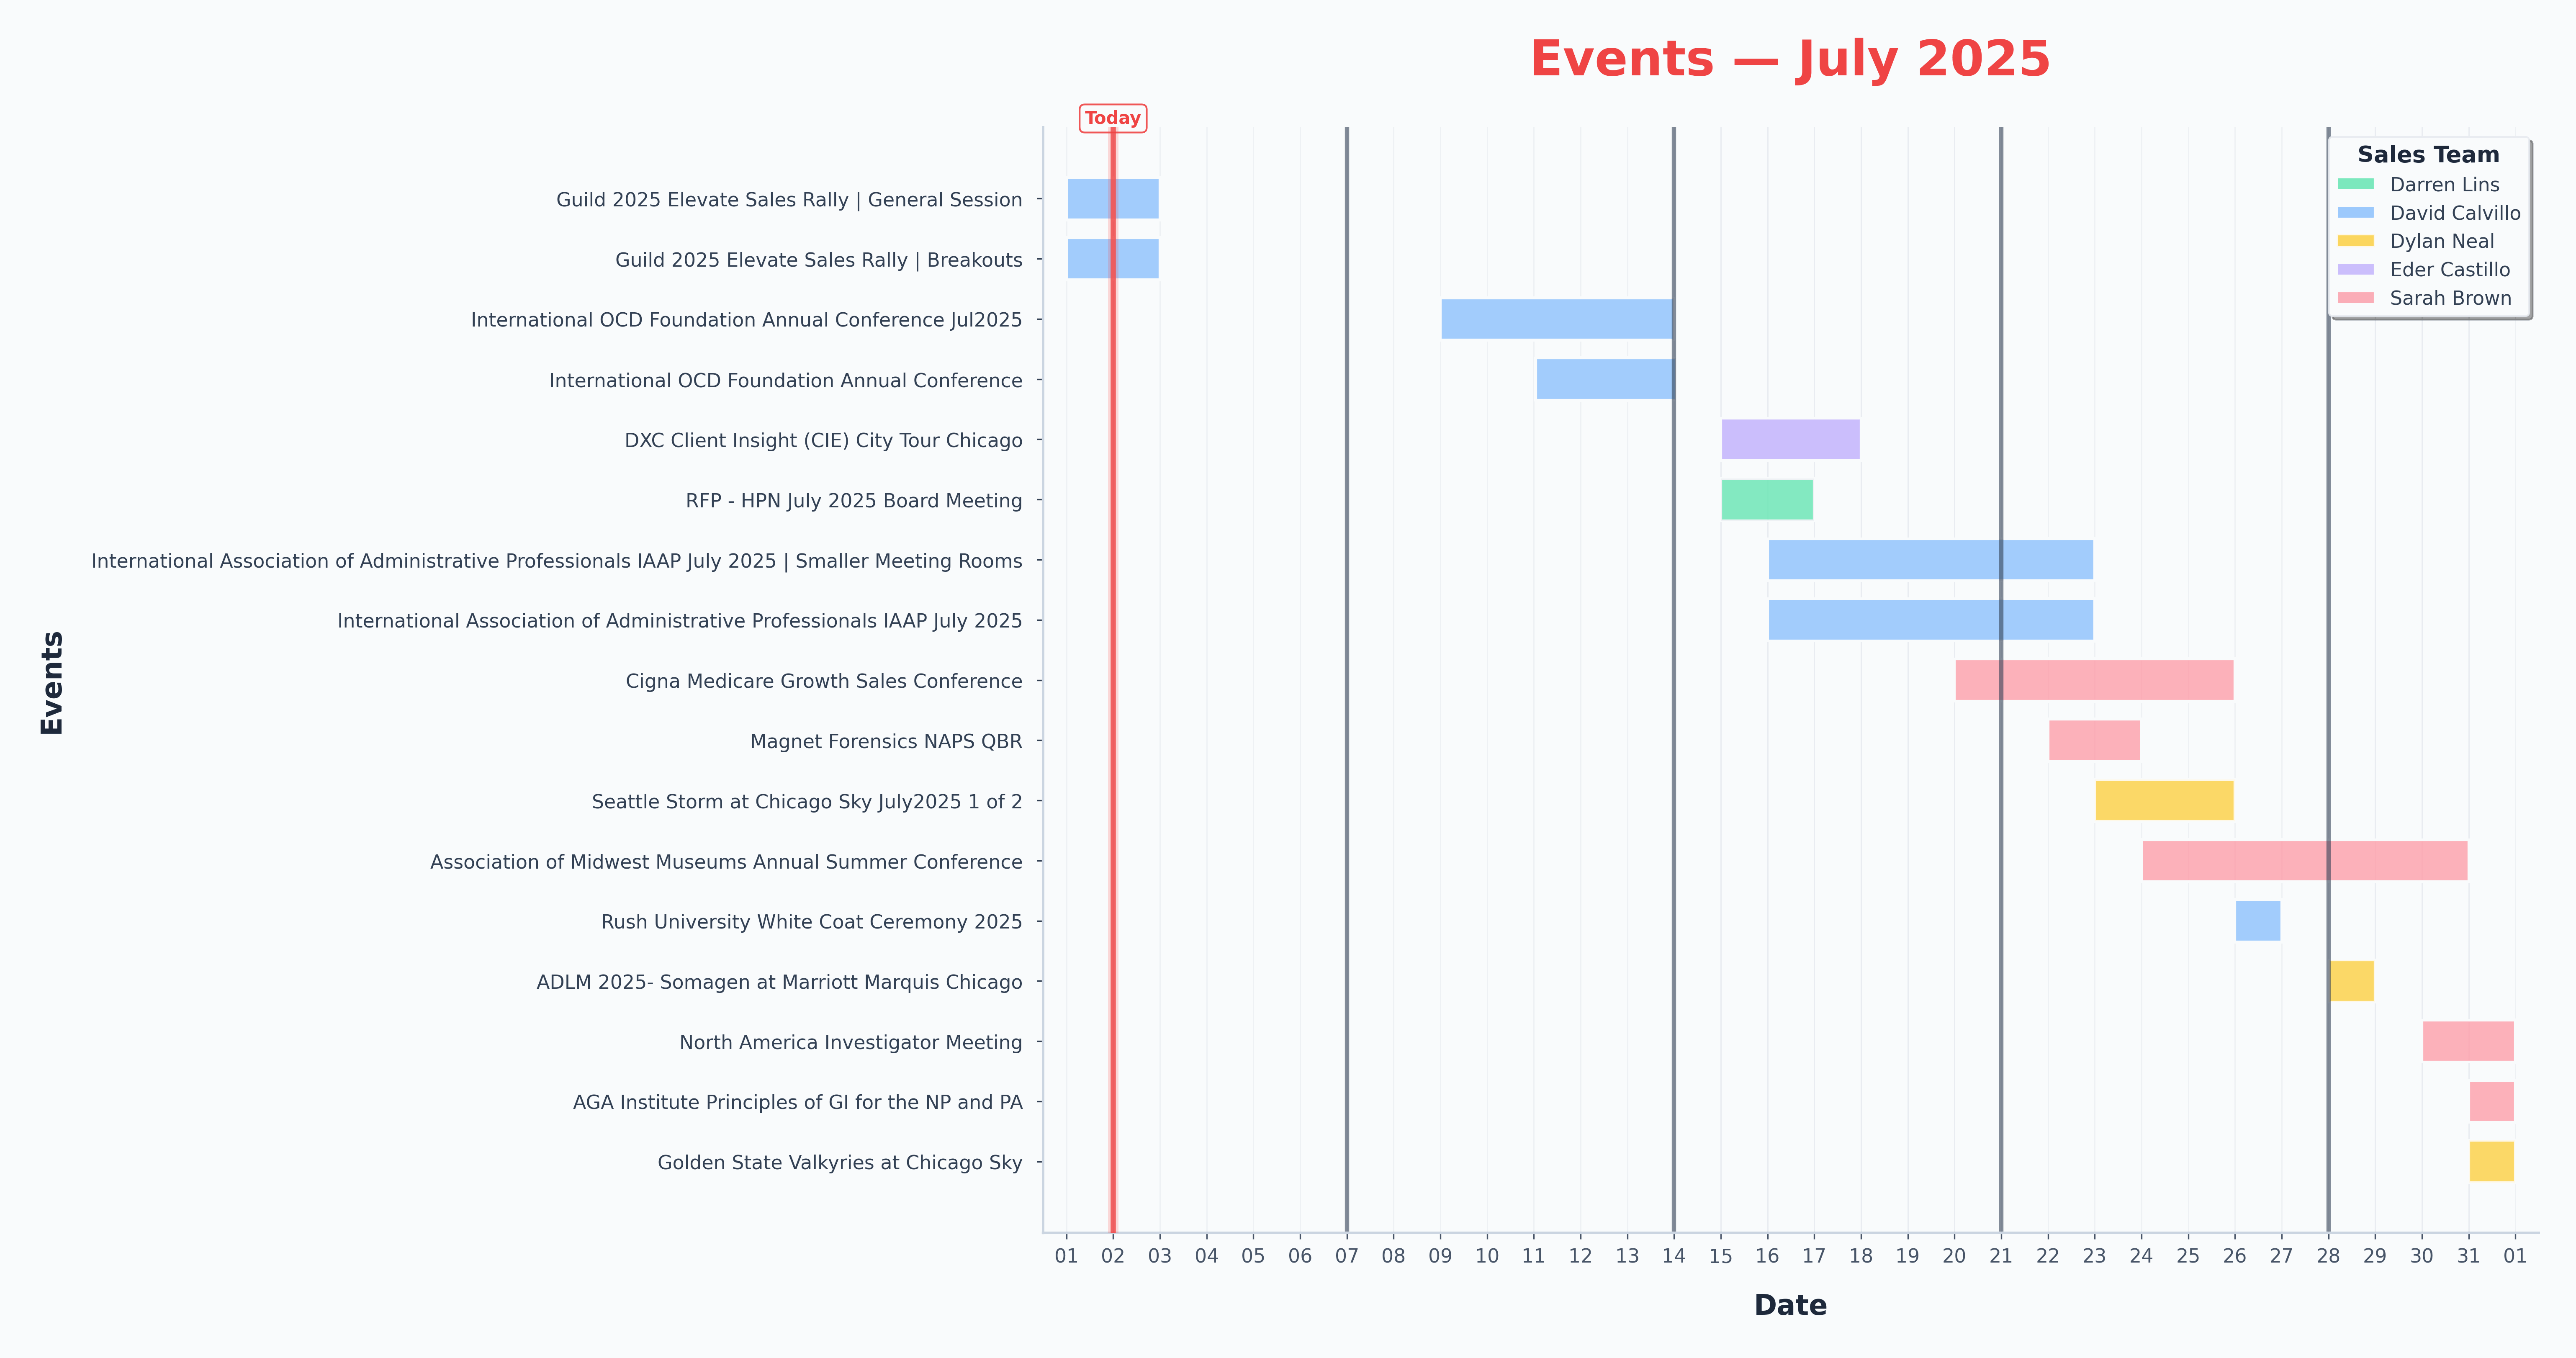 Events — July 2025
Today
Sales Team
Darren Lins
David Calvillo
Dylan Neal
Eder Castillo
Sarah Brown
Guild 2025 Elevate Sales Rally | General Session
Guild 2025 Elevate Sales Rally | Breakouts
International OCD Foundation Annual Conference Jul2025
International OCD Foundation Annual Conference
DXC Client Insight (CIE) City Tour Chicago
RFP - HPN July 2025 Board Meeting
International Association of Administrative Professionals IAAP July 2025 | Smaller Meeting Rooms
International Association of Administrative Professionals IAAP July 2025
Cigna Medicare Growth Sales Conference
Magnet Forensics NAPS QBR
Seattle Storm at Chicago Sky July2025 1 of 2
Association of Midwest Museums Annual Summer Conference
Rush University White Coat Ceremony 2025
ADLM 2025- Somagen at Marriott Marquis Chicago
North America Investigator Meeting
AGA Institute Principles of GI for the NP and PA
Golden State Valkyries at Chicago Sky
Events
01 02 03 04 05 06 07 08 09 10 11 12 13 14 15 16 17 18 19 20 21 22 23 24 25 26 27 28 29 30 31 01
Date